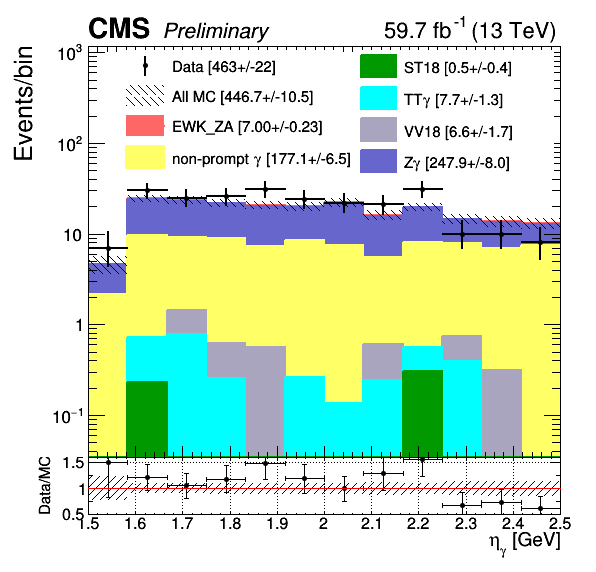 CMS Preliminary 59.7 fb⁻¹ (13 TeV)
Events/bin
Data [463+/-22]
All MC [446.7+/-10.5]
EWK_ZA [7.00+/-0.23]
non-prompt γ [177.1+/-6.5]
ST18 [0.5+/-0.4]
TTγ [7.7+/-1.3]
VV18 [6.6+/-1.7]
Zγ [247.9+/-8.0]
10³
10²
10
1
10⁻¹
Data/MC
1.5
1
0.5
1.5 1.6 1.7 1.8 1.9 2 2.1 2.2 2.3 2.4 2.5
ηγ [GeV]